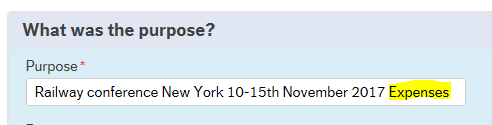 What was the purpose?
Purpose*
Railway conference New York 10-15th November 2017 Expenses